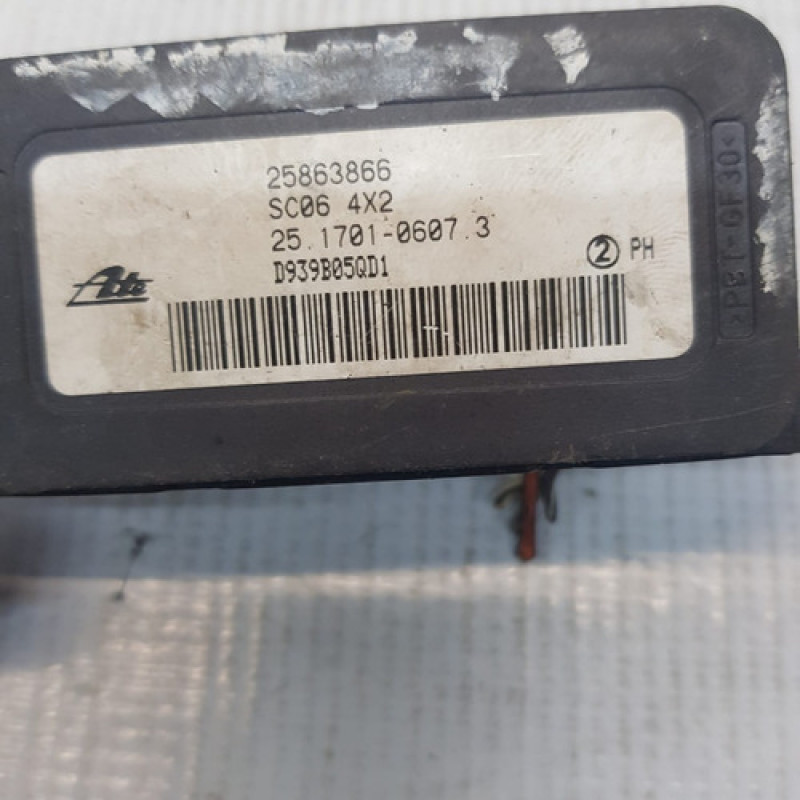 25863866
SC06 4X2
25.1701-0607.3
D939B05QD1
Ate
2 PH
>PBT-GF30<